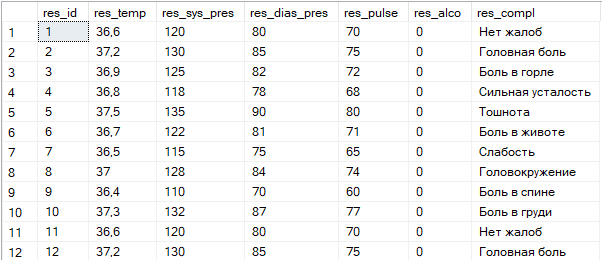 res_id res_temp res_sys_pres res_dias_pres res_pulse res_alco res_compl
1 1 36,6 120 80 70 0 Нет жалоб
2 2 37,2 130 85 75 0 Головная боль
3 3 36,9 125 82 72 0 Боль в горле
4 4 36,8 118 78 68 0 Сильная усталость
5 5 37,5 135 90 80 0 Тошнота
6 6 36,7 122 81 71 0 Боль в животе
7 7 36,5 115 75 65 0 Слабость
8 8 37 128 84 74 0 Головокружение
9 9 36,4 110 70 60 0 Боль в спине
10 10 37,3 132 87 77 0 Боль в груди
11 11 36,6 120 80 70 0 Нет жалоб
12 12 37,2 130 85 75 0 Головная боль